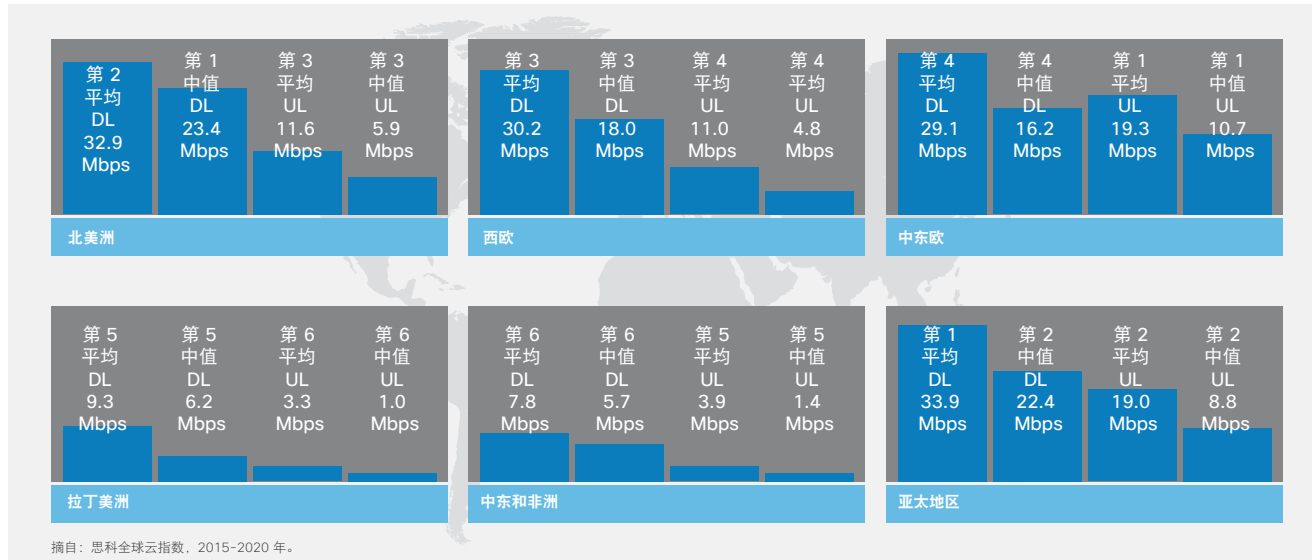 第 2
平均
DL
32.9
Mbps
第 1
中值
DL
23.4
Mbps
第 3
平均
UL
11.6
Mbps
第 3
中值
UL
5.9
Mbps
北美洲
第 3
平均
DL
30.2
Mbps
第 3
中值
DL
18.0
Mbps
第 4
平均
UL
11.0
Mbps
第 4
中值
UL
4.8
Mbps
西欧
第 4
平均
DL
29.1
Mbps
第 4
中值
DL
16.2
Mbps
第 1
平均
UL
19.3
Mbps
第 1
中值
UL
10.7
Mbps
中东欧
第 5
平均
DL
9.3
Mbps
第 5
中值
DL
6.2
Mbps
第 6
平均
UL
3.3
Mbps
第 6
中值
UL
1.0
Mbps
拉丁美洲
第 6
平均
DL
7.8
Mbps
第 6
中值
DL
5.7
Mbps
第 5
平均
UL
3.9
Mbps
第 5
中值
UL
1.4
Mbps
中东和非洲
第 1
平均
DL
33.9
Mbps
第 2
中值
DL
22.4
Mbps
第 2
平均
UL
19.0
Mbps
第 2
中值
UL
8.8
Mbps
亚太地区
摘自：思科全球云指数，2015-2020 年。